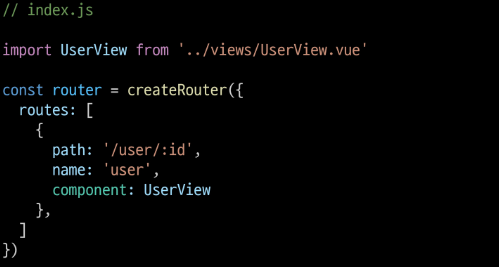 // index.js
import UserView from '../views/UserView.vue'
const router = createRouter({
  routes: [
    {
      path: '/user/:id',
      name: 'user',
      component: UserView
    },
  ]
})